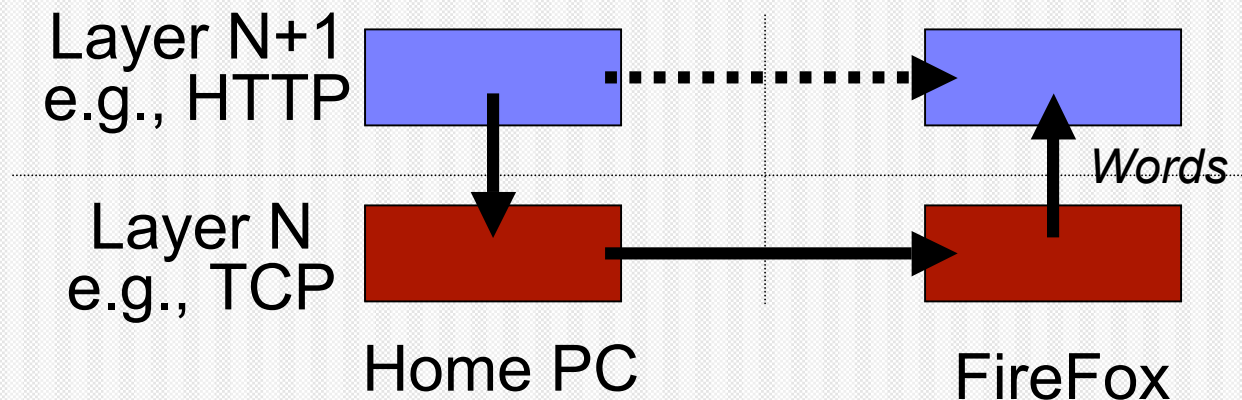 Layer N+1
e.g., HTTP
Words
Layer N
e.g., TCP
Home PC
FireFox